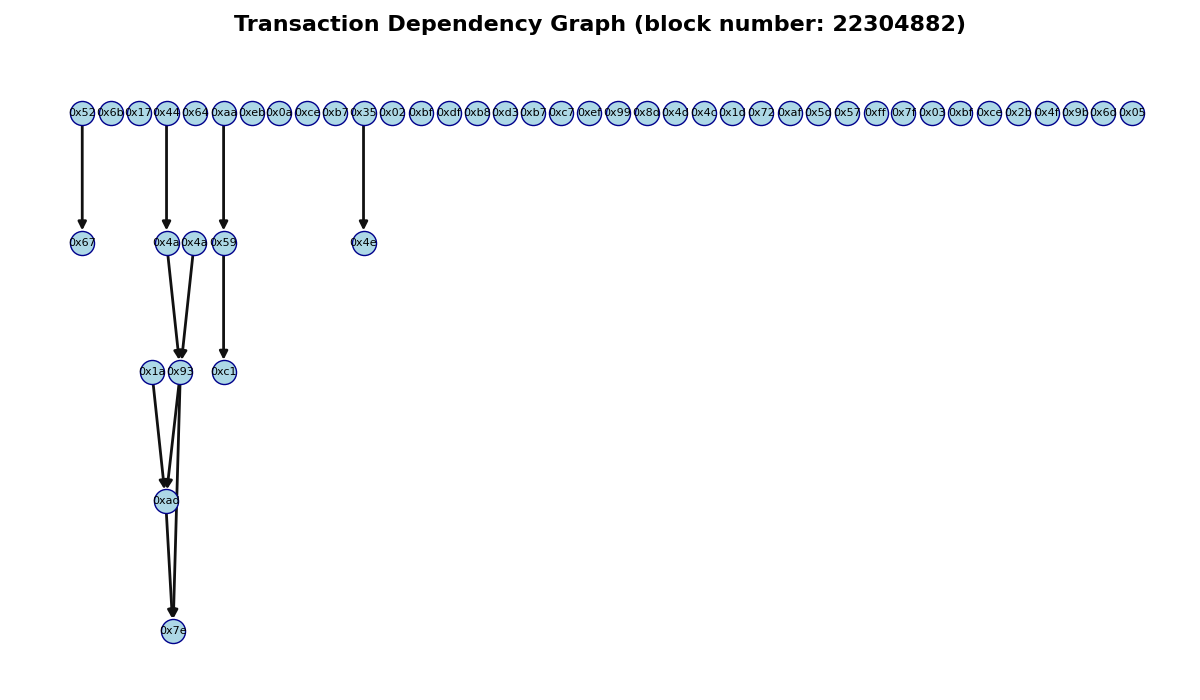 Transaction Dependency Graph (block number: 22304882)
0x52 0x6b 0x17 0x44 0x64 0xaa 0xeb 0x0a 0xce 0xb7 0x35 0x02 0xbf 0xdf 0xb8 0xd3 0xb7 0xc7 0xef 0x99 0x8d 0x4d 0x4c 0x1d 0x72 0xaf 0x5d 0x57 0xff 0x7f 0x03 0xbf 0xce 0x2b 0x4f 0x9b 0x6d 0x05
0x67 0x4a 0x4a 0x59 0x4e
0x1a 0x93 0xc1
0xad
0x7e